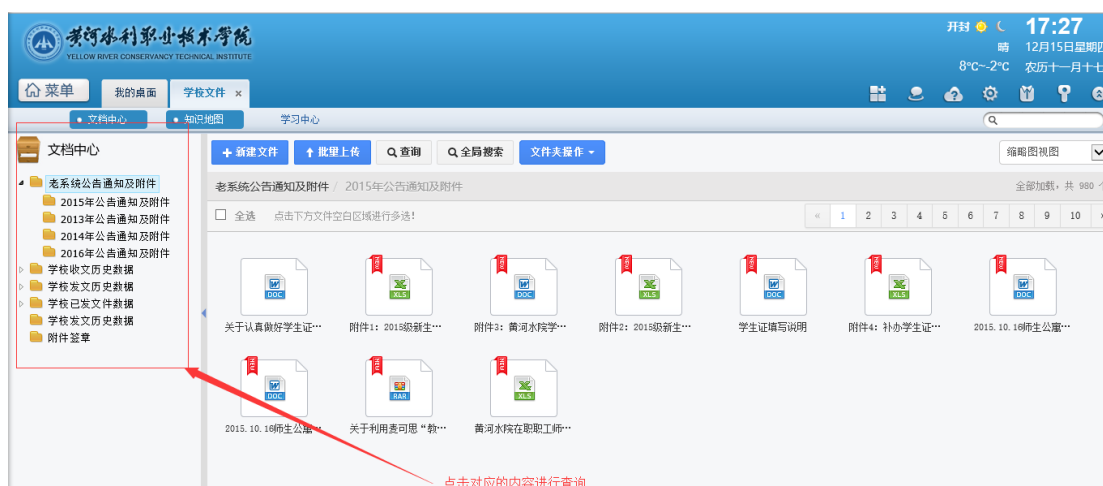 黄河水利职业技术学院
YELLOW RIVER CONSERVANCY TECHNICAL INSTITUTE
开封
17:27
晴 12月15日星期四
8℃~-2℃ 农历十一月十七
菜单 我的桌面 学校文件 ×
文档中心 知识地图 学习中心
文档中心
老系统公告通知及附件
2015年公告通知及附件
2013年公告通知及附件
2014年公告通知及附件
2016年公告通知及附件
学校收文历史数据
学校发文历史数据
学校已发文件数据
学校发文历史数据
附件签章
新建文件 批里上传 查询 全局搜索 文件夹操作 缩略图视图
老系统公告通知及附件 / 2015年公告通知及附件 全部加载，共 980 个
全选 点击下方文件空白区域进行多选! « 1 2 3 4 5 6 7 8 9 10
DOC NEW XLS NEW DOC NEW XLS DOC NEW XLS NEW DOC
关于认真做好学生证… 附件1：2015级新生… 附件3：黄河水院学… 附件2：2015级新生… 学生证填写说明 附件4：补办学生证… 2015.10.16师生公寓…
NEW DOC NEW RAR NEW XLS
2015.10.16师生公寓… 关于利用麦可思“教… 黄河水院在职职工师…
点击对应的内容进行查询